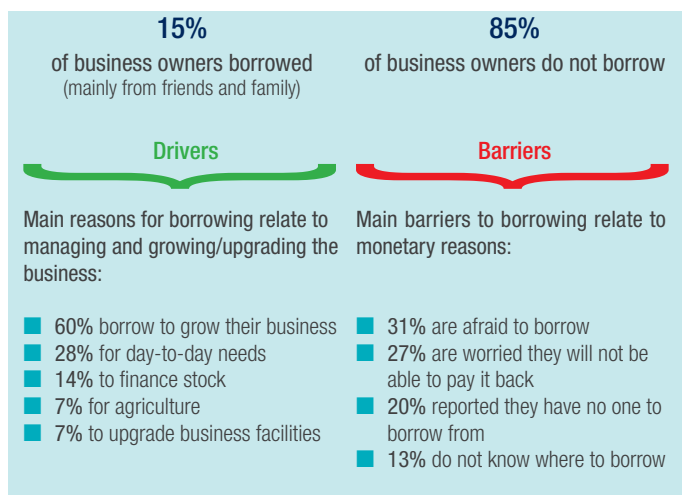 15%
of business owners borrowed
(mainly from friends and family)
Drivers
Main reasons for borrowing relate to
managing and growing/upgrading the
business:
60% borrow to grow their business
28% for day-to-day needs
14% to finance stock
7% for agriculture
7% to upgrade business facilities
85%
of business owners do not borrow
Barriers
Main barriers to borrowing relate to
monetary reasons:
31% are afraid to borrow
27% are worried they will not be
able to pay it back
20% reported they have no one to
borrow from
13% do not know where to borrow